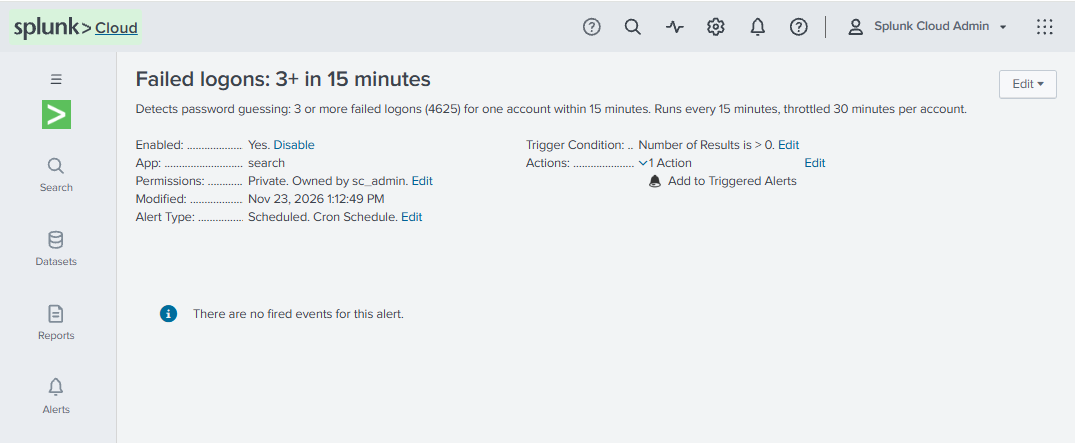 splunk> Cloud
Splunk Cloud Admin
Failed logons: 3+ in 15 minutes
Edit
Detects password guessing: 3 or more failed logons (4625) for one account within 15 minutes. Runs every 15 minutes, throttled 30 minutes per account.
Enabled: .................. Yes. Disable
App: .......................... search
Permissions: ........... Private. Owned by sc_admin. Edit
Modified: .................. Nov 23, 2026 1:12:49 PM
Alert Type: ............... Scheduled. Cron Schedule. Edit
Trigger Condition: .. Number of Results is > 0. Edit
Actions: .................... 1 Action Edit
Add to Triggered Alerts
There are no fired events for this alert.
Search
Datasets
Reports
Alerts